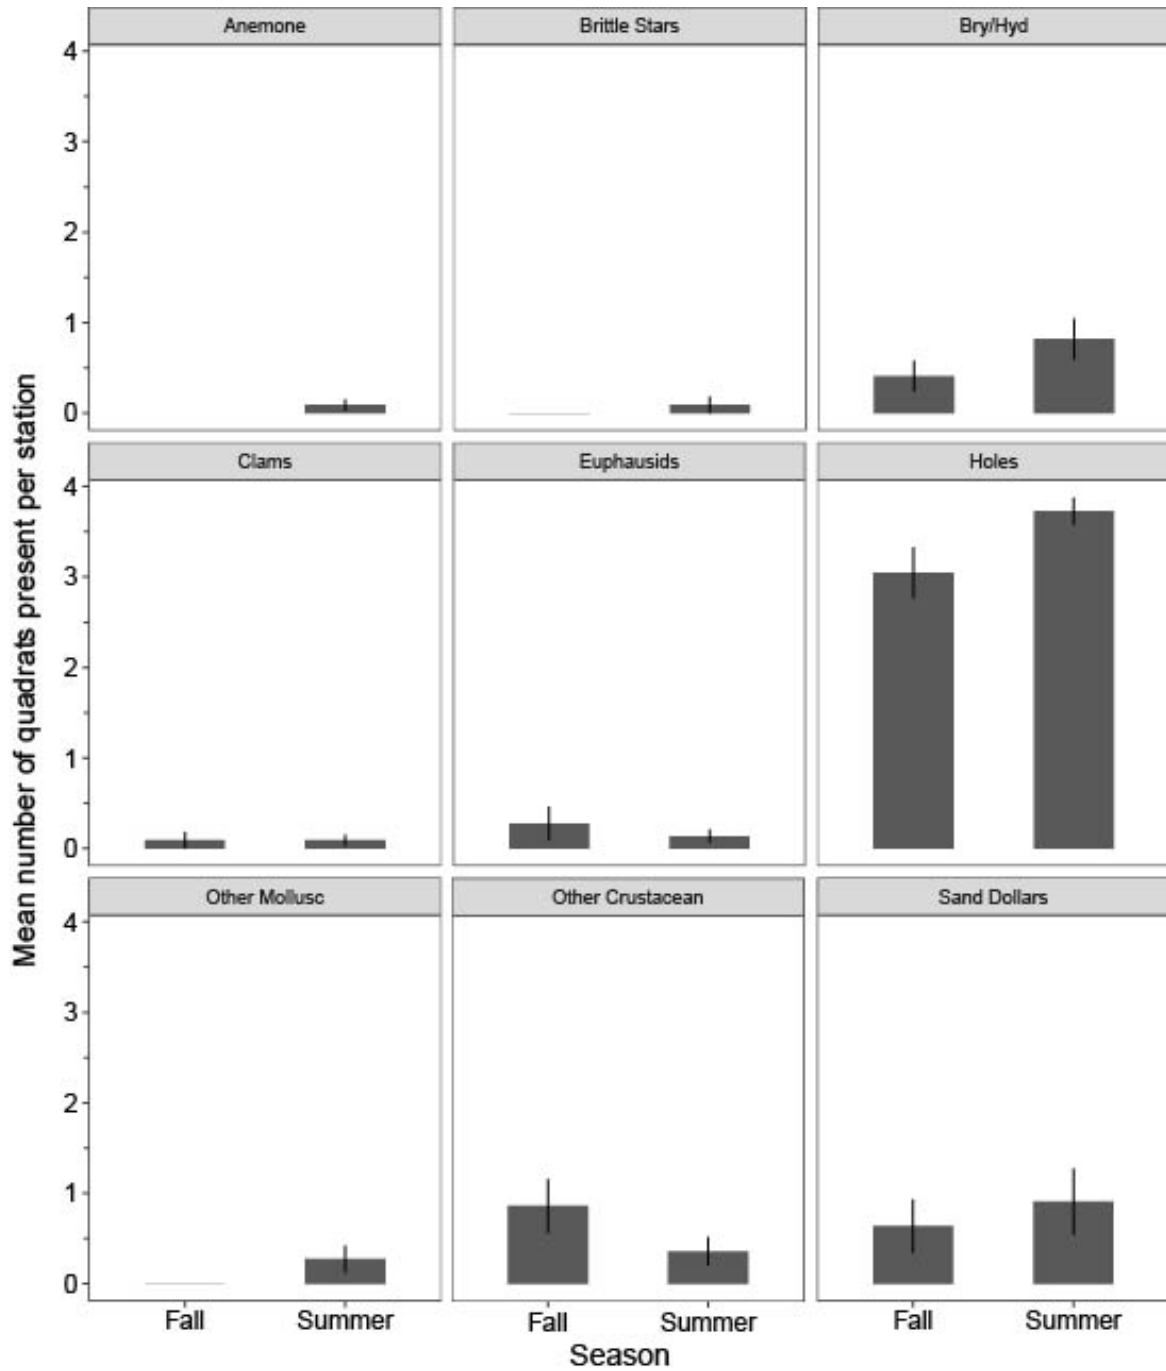 Anemone Brittle Stars Bry/Hyd
4
3
2
1
0
Clams Euphausids Holes
4
3
2
1
0
Other Mollusc Other Crustacean Sand Dollars
4
3
2
1
0
Fall Summer Fall Summer Fall Summer
Season
Mean number of quadrats present per station